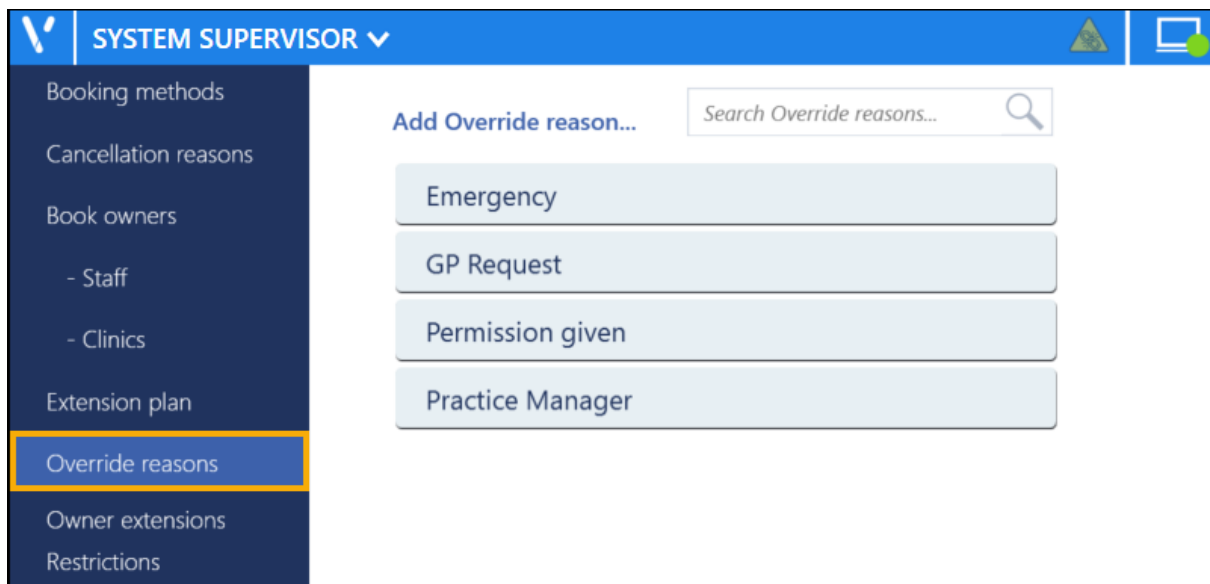 SYSTEM SUPERVISOR
Booking methods
Cancellation reasons
Book owners
- Staff
- Clinics
Extension plan
Override reasons
Owner extensions
Restrictions
Add Override reason...
Search Override reasons...
Emergency
GP Request
Permission given
Practice Manager